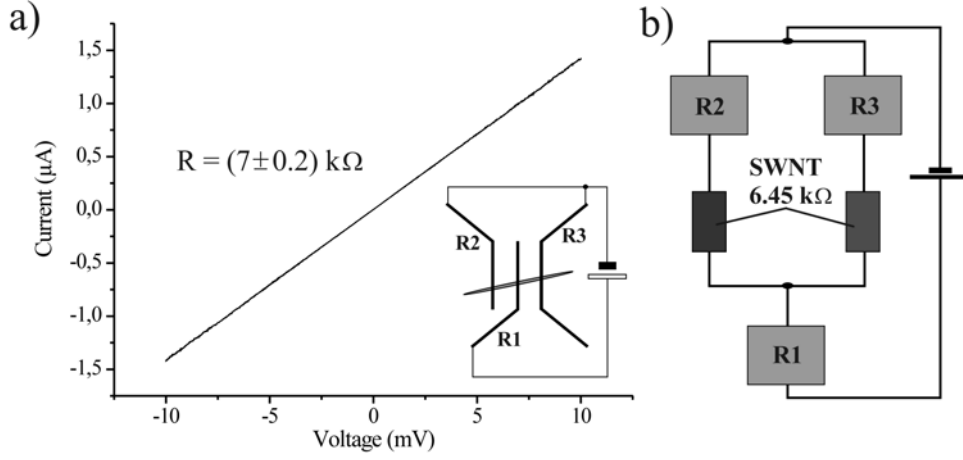 a)
Current (µA)
1,5
1,0
0,5
0,0
-0,5
-1,0
-1,5
R = (7±0.2) kΩ
R2
R3
R1
-10
-5
0
5
10
Voltage (mV)
b)
R2
R3
SWNT
6.45 kΩ
R1